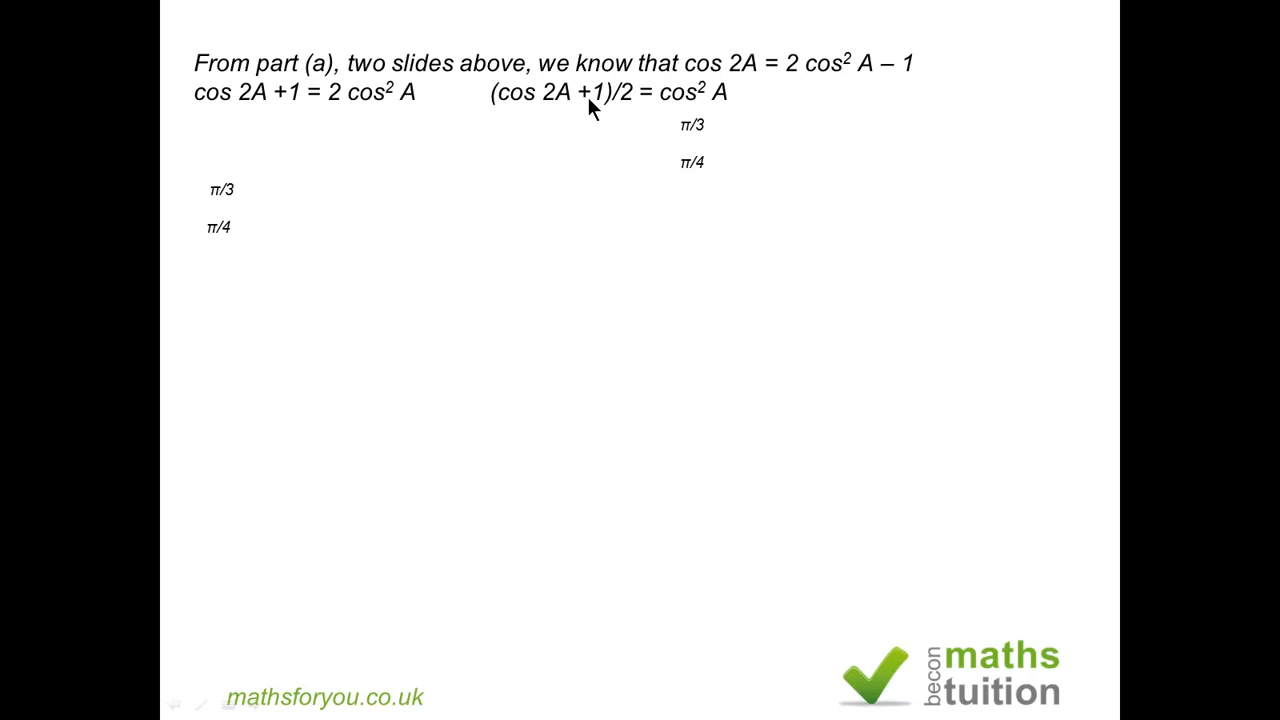 From part (a), two slides above, we know that cos 2A = 2 cos² A – 1
cos 2A +1 = 2 cos² A (cos 2A +1)/2 = cos² A
π/3
π/4
π/3
π/4
mathsforyou.co.uk
becon maths tuition